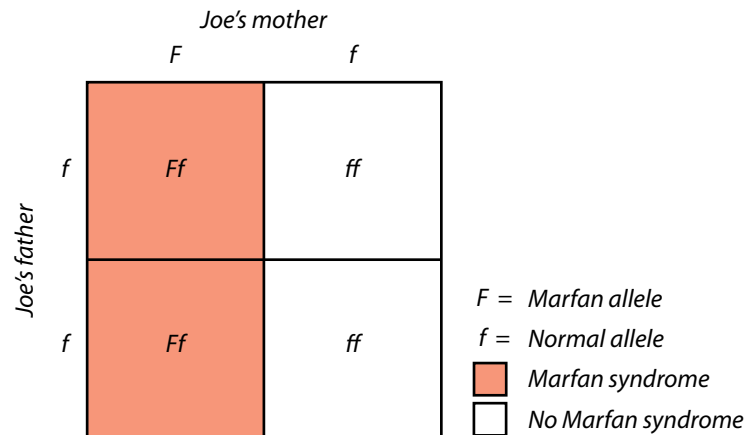 Joe's mother
F f
f Ff ff
Joe's father
f Ff ff
F = Marfan allele
f = Normal allele
Marfan syndrome
No Marfan syndrome